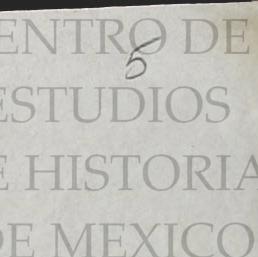 ENTRO DE
5
ESTUDIOS
E HISTORIA
DE MEXICO